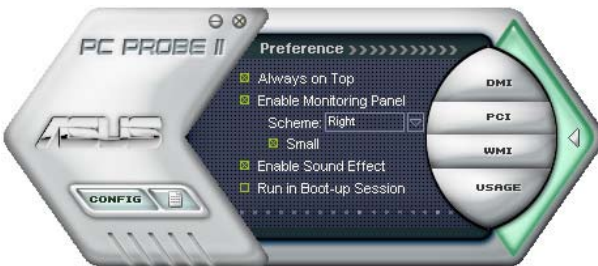 PC PROBE II
Preference >>>>>>>>>>>
Always on Top
Enable Monitoring Panel
Scheme: Right
Small
Enable Sound Effect
Run in Boot-up Session
ASUS
CONFIG
DMI
PCI
WMI
USAGE